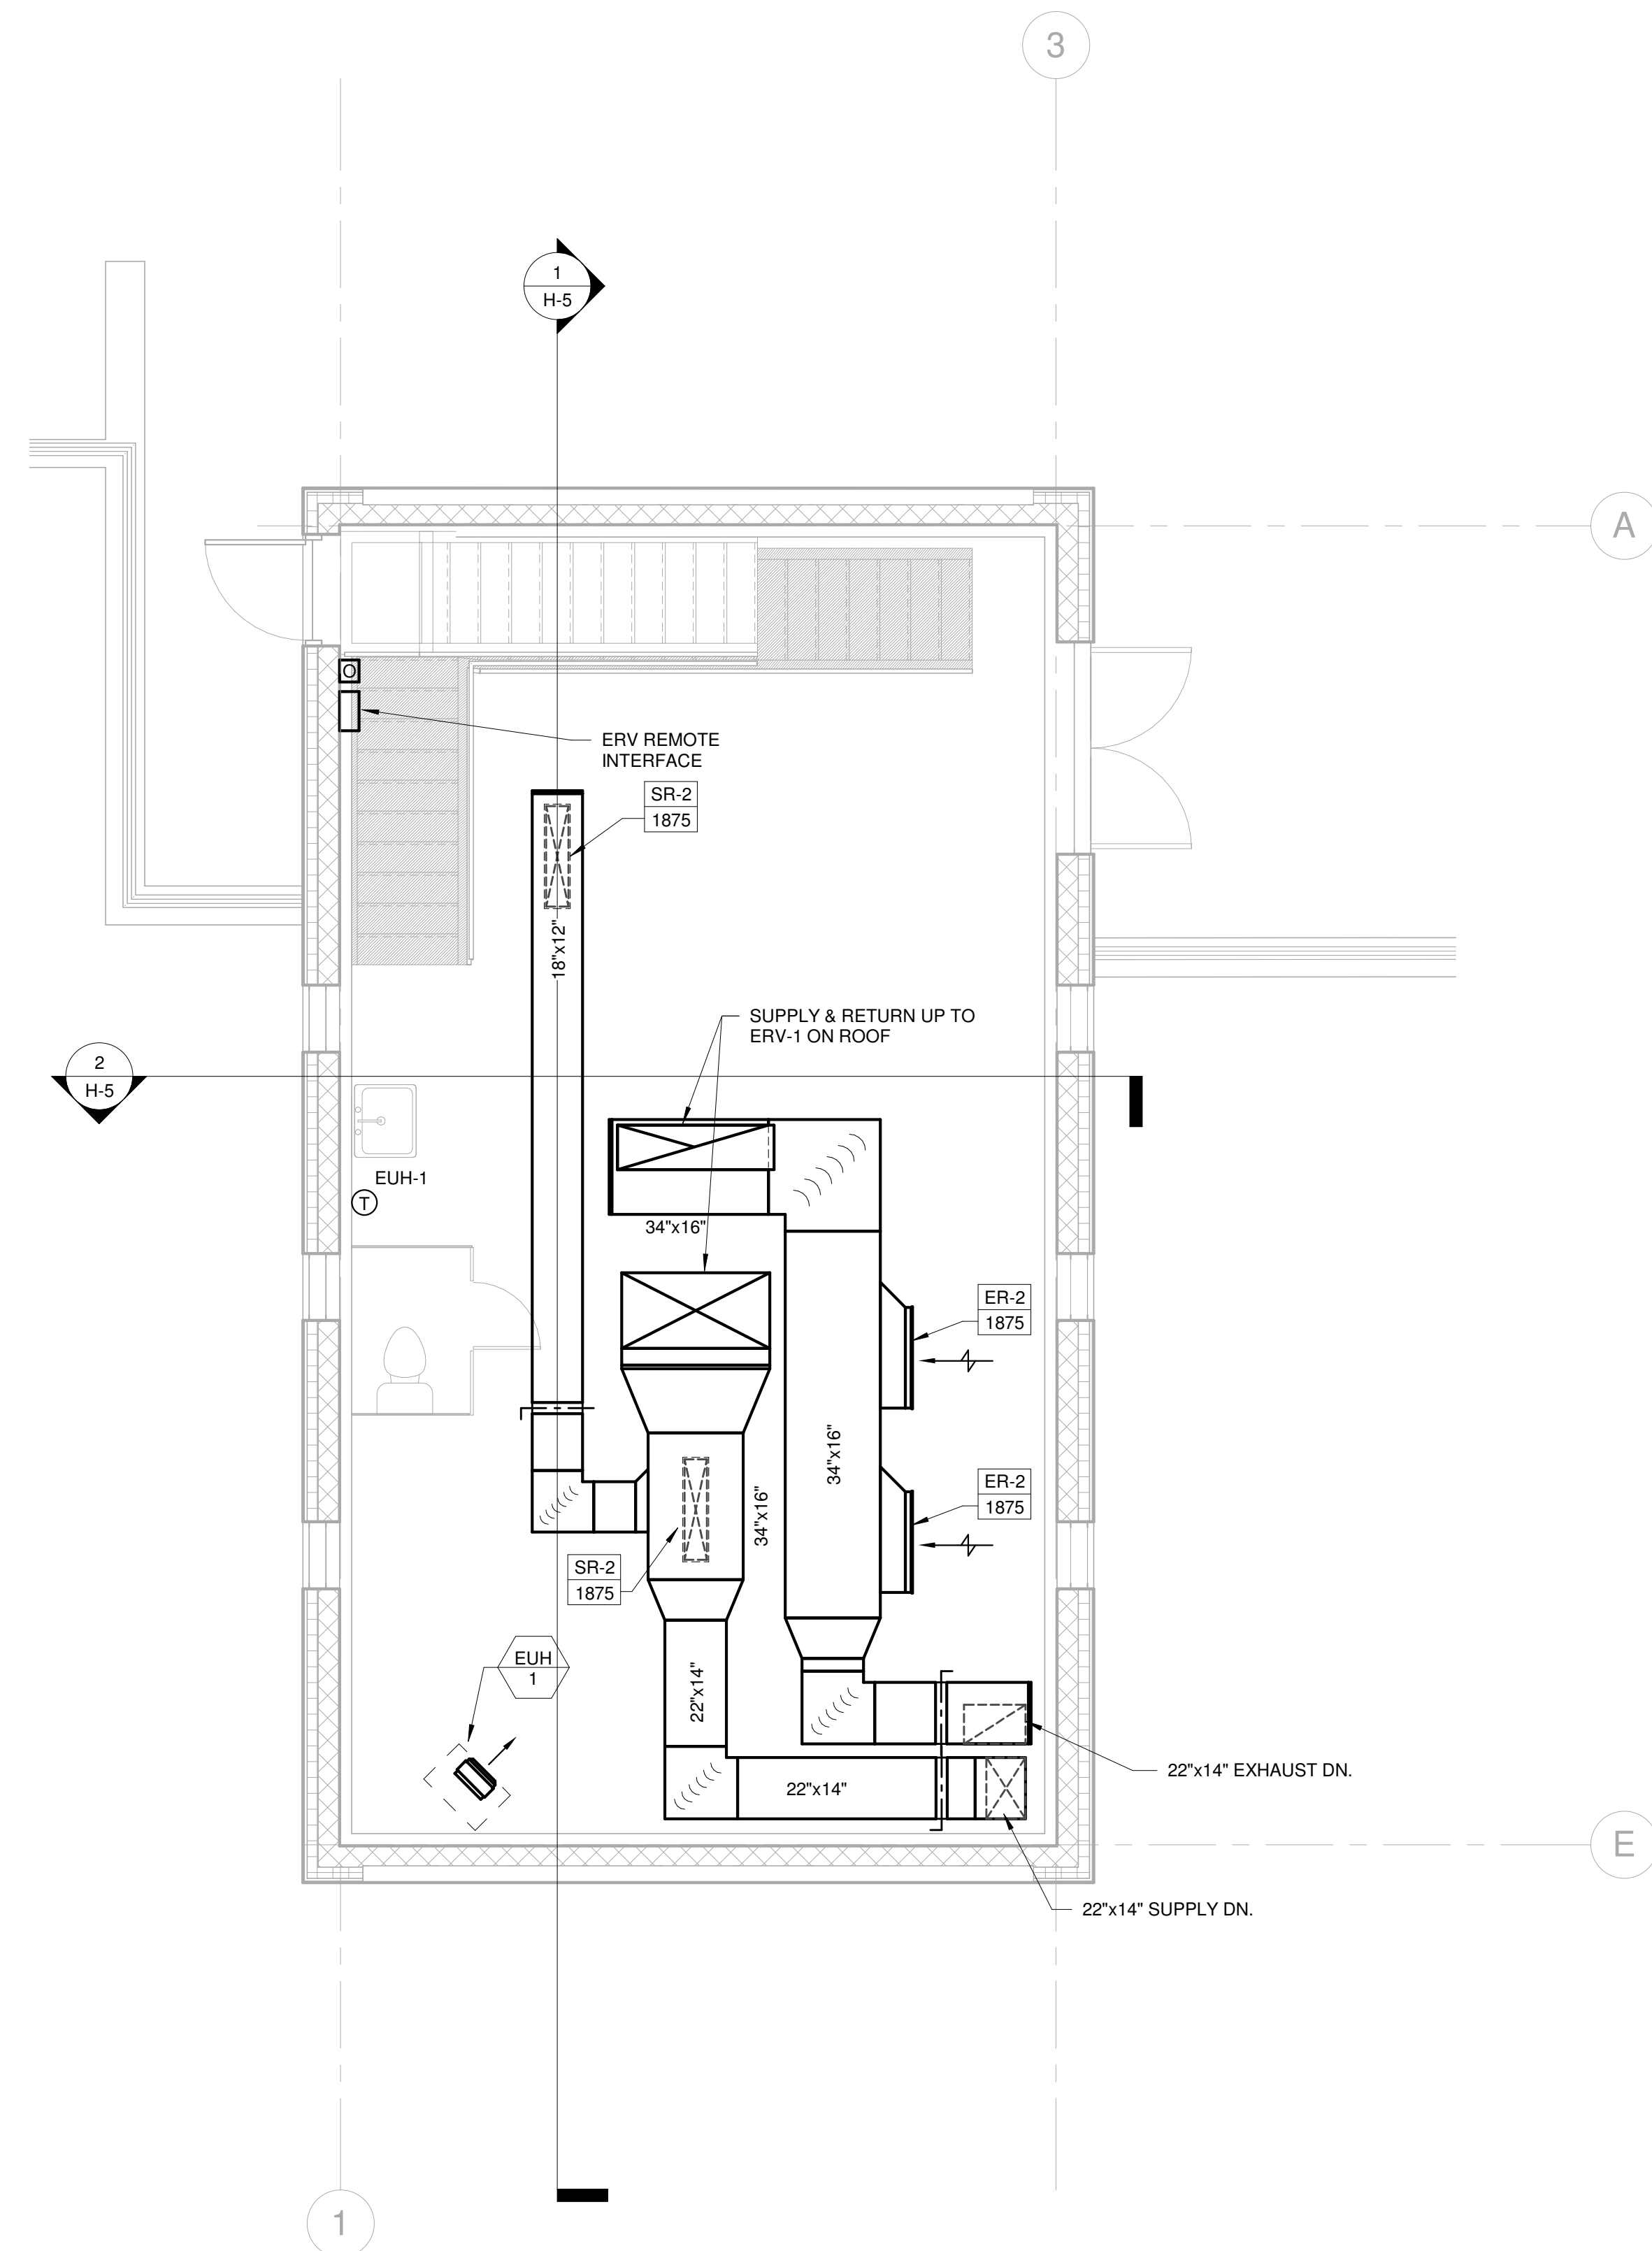 3
1
H-5
A
O
ERV REMOTE
INTERFACE
SR-2
1875
18"x12"
SUPPLY & RETURN UP TO
ERV-1 ON ROOF
2
H-5
EUH-1
T
34"x16"
ER-2
1875
34"x16"
ER-2
1875
34"x16"
SR-2
1875
EUH
1
22"x14"
22"x14"
22"x14" EXHAUST DN.
E
22"x14" SUPPLY DN.
1